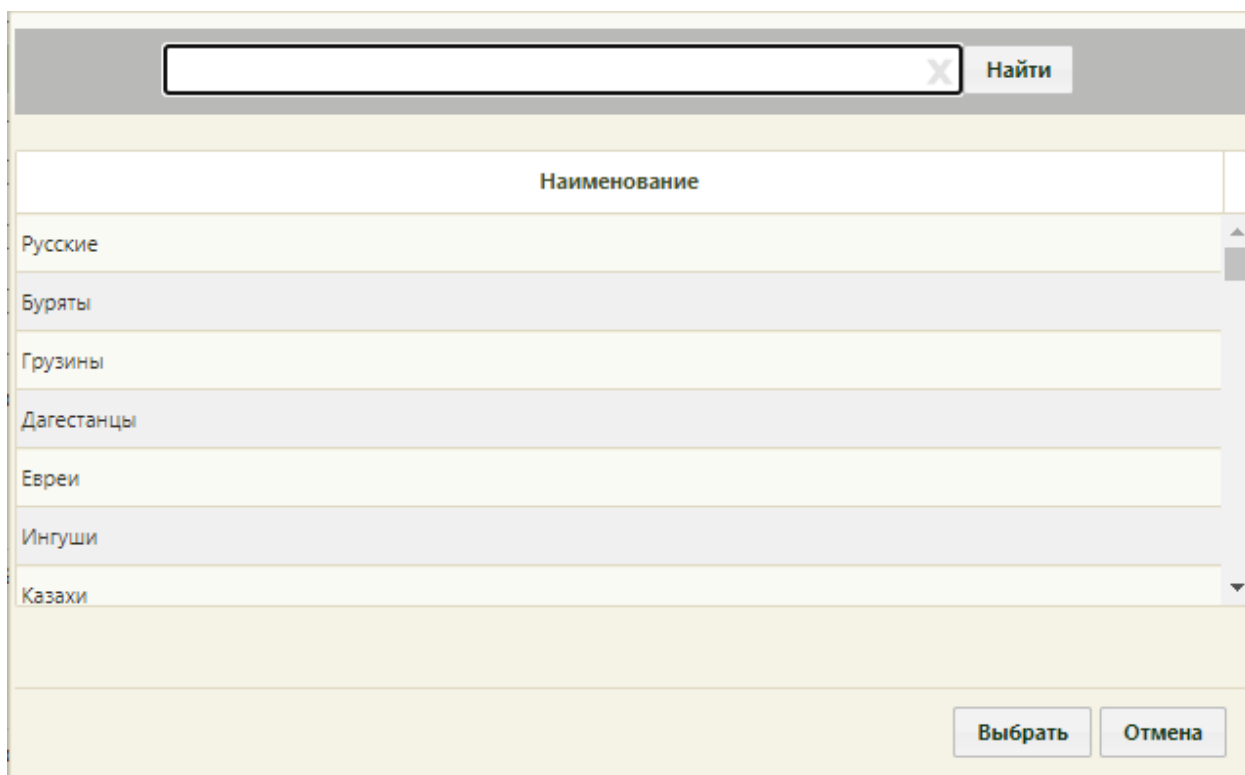 Найти
Наименование
Русские
Буряты
Грузины
Дагестанцы
Евреи
Ингуши
Казахи
Выбрать Отмена